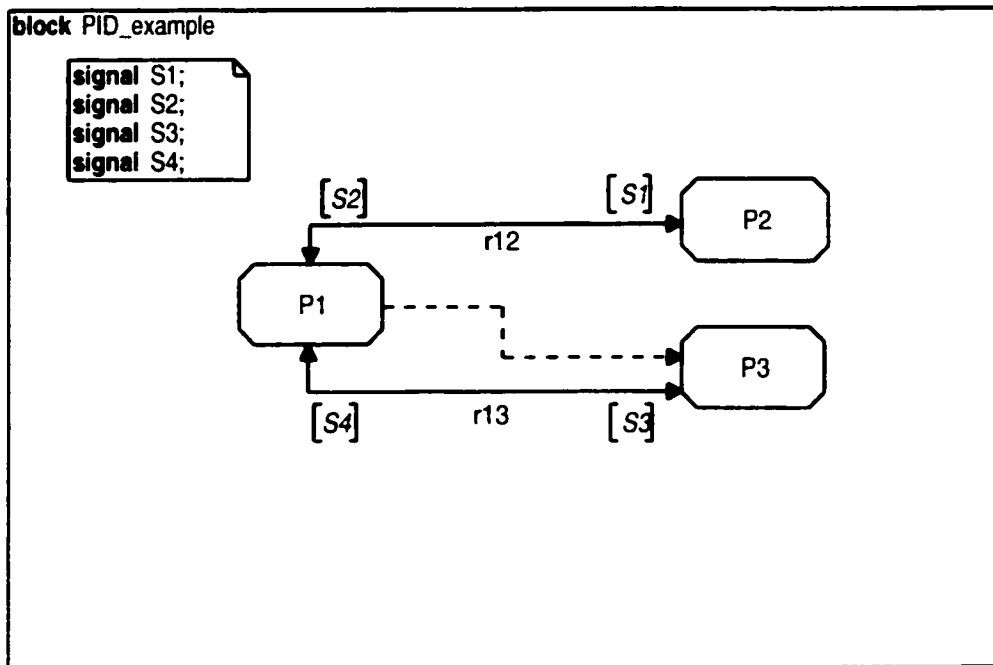 block PID_example
signal S1;
signal S2;
signal S3;
signal S4;
[S2]
[S1]
r12
P2
P1
P3
[S4]
r13
[S3]